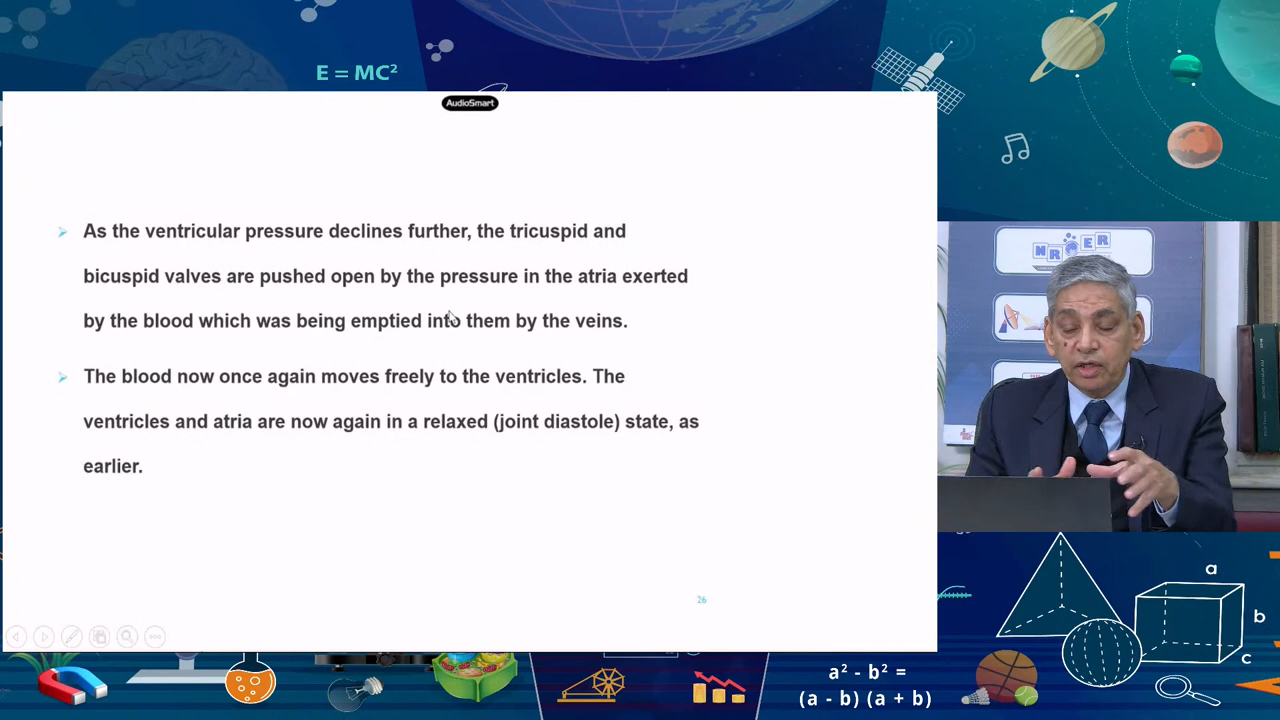 E = MC²
AudioSmart
As the ventricular pressure declines further, the tricuspid and
bicuspid valves are pushed open by the pressure in the atria exerted
by the blood which was being emptied into them by the veins.
The blood now once again moves freely to the ventricles. The
ventricles and atria are now again in a relaxed (joint diastole) state, as
earlier.
26
NROER
a
b
c
a² - b² =
(a - b) (a + b)